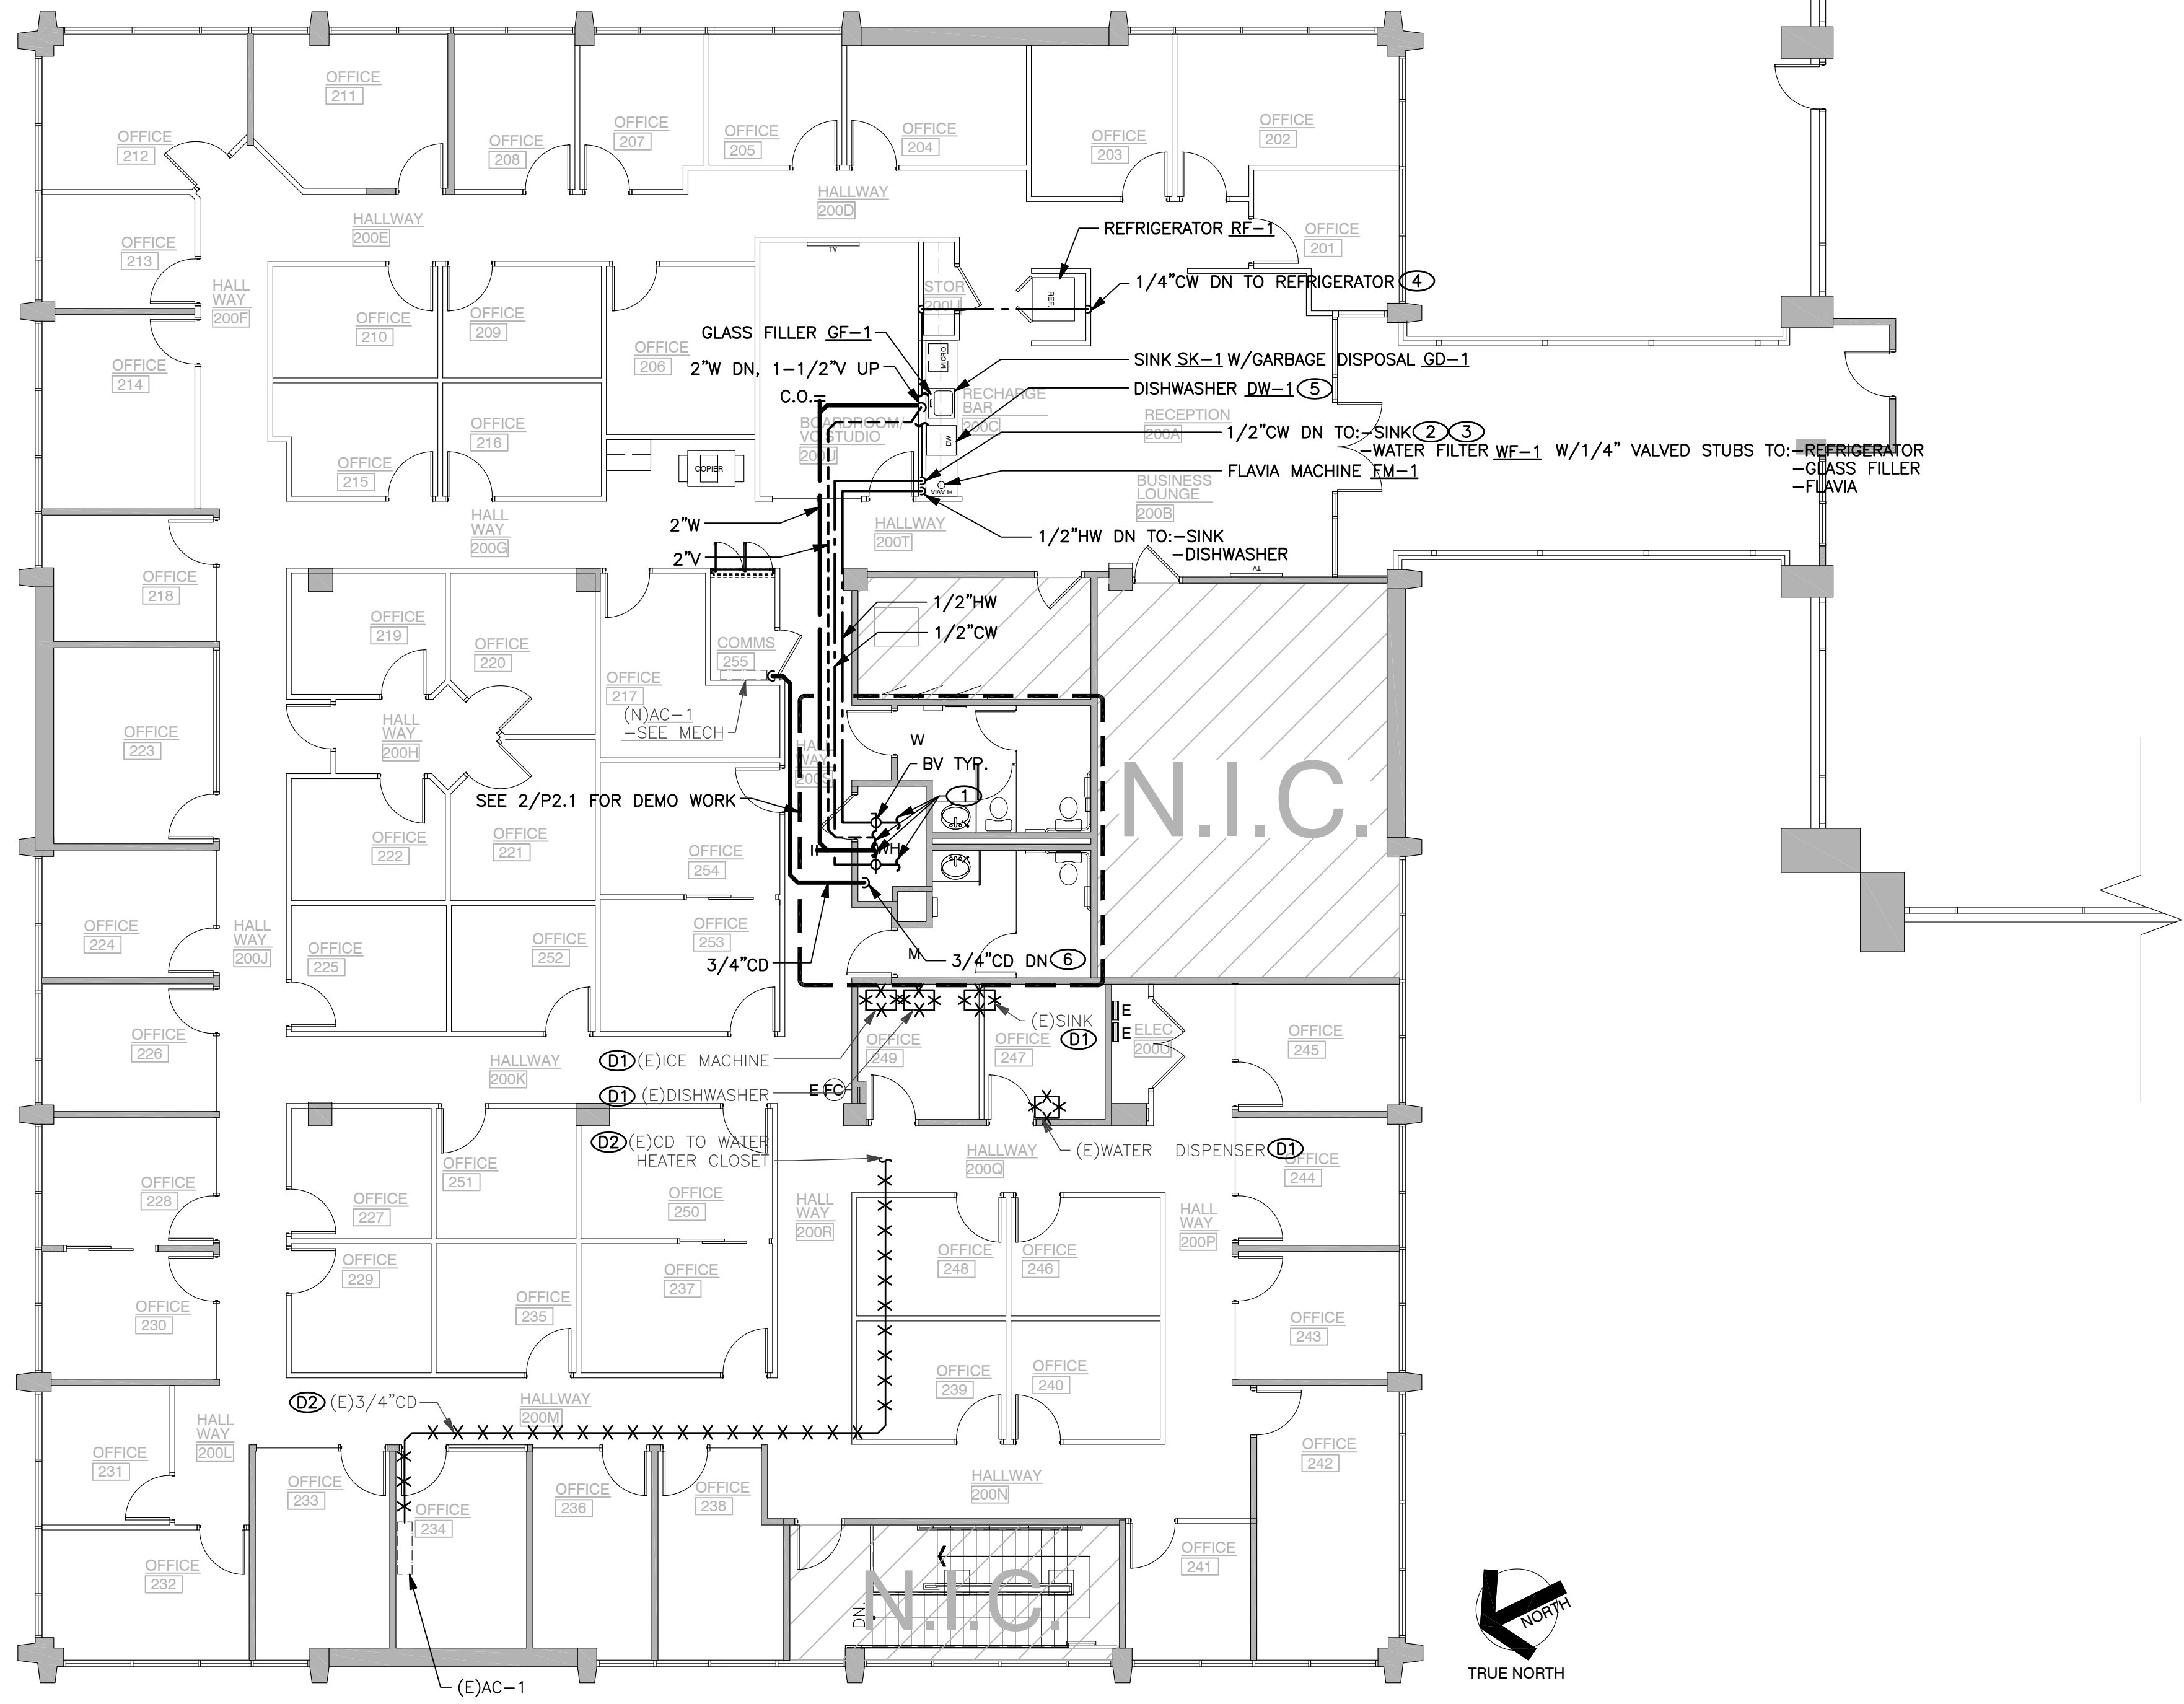 OFFICE
211
OFFICE
212
OFFICE
208
OFFICE
207
OFFICE
205
OFFICE
204
OFFICE
203
OFFICE
202
HALLWAY
200D
HALLWAY
200E
OFFICE
213
HALL
WAY
200F
OFFICE
201
REFRIGERATOR RF-1
TV
STOR
200U
REF.
1/4"CW DN TO REFRIGERATOR 4
OFFICE
210
OFFICE
209
OFFICE
206
GLASS FILLER GF-1
2"W DN, 1-1/2"V UP
C.O.
MICRO
SINK SK-1 W/GARBAGE DISPOSAL GD-1
DISHWASHER DW-1 5
RECHARGE
BAR
200C
OFFICE
214
OFFICE
216
OFFICE
215
COPIER
BOARDROOM/
VC STUDIO
200U
DW
RECEPTION
200A
1/2"CW DN TO:-SINK 2 3
-WATER FILTER WF-1 W/1/4" VALVED STUBS TO:-REFRIGERATOR
-GLASS FILLER
-FLAVIA
FLAVIA MACHINE FM-1
FLAVIA
BUSINESS
LOUNGE
200B
HALL
WAY
200G
2"W
2"V
HALLWAY
200T
1/2"HW DN TO:-SINK
-DISHWASHER
TV
OFFICE
218
OFFICE
219
OFFICE
220
COMMS
255
OFFICE
217
1/2"HW
1/2"CW
(N)AC-1
-SEE MECH
OFFICE
223
HALL
WAY
200H
HALL
WAY
200S
W
BV TYP.
1
SEE 2/P2.1 FOR DEMO WORK
N.I.C.
OFFICE
222
OFFICE
221
OFFICE
254
WH
OFFICE
224
HALL
WAY
200J
OFFICE
225
OFFICE
252
OFFICE
253
3/4"CD
M
3/4"CD DN 6
OFFICE
226
HALLWAY
200K
D1 (E)ICE MACHINE
D1 (E)DISHWASHER
E FC
OFFICE
249
(E)SINK
OFFICE
247
D1
E
E
ELEC
200U
OFFICE
245
D2 (E)CD TO WATER
HEATER CLOSET
HALLWAY
200Q
(E)WATER DISPENSER D1
OFFICE
244
OFFICE
228
OFFICE
227
OFFICE
251
OFFICE
250
HALL
WAY
200R
HALL
WAY
200P
OFFICE
229
OFFICE
230
OFFICE
235
OFFICE
237
OFFICE
248
OFFICE
246
OFFICE
243
OFFICE
239
OFFICE
240
D2 (E)3/4"CD
HALLWAY
200M
HALL
WAY
200L
OFFICE
231
OFFICE
233
OFFICE
234
OFFICE
236
OFFICE
238
HALLWAY
200N
OFFICE
242
OFFICE
232
OFFICE
241
DN.
N.I.C.
(E)AC-1
NORTH
TRUE NORTH